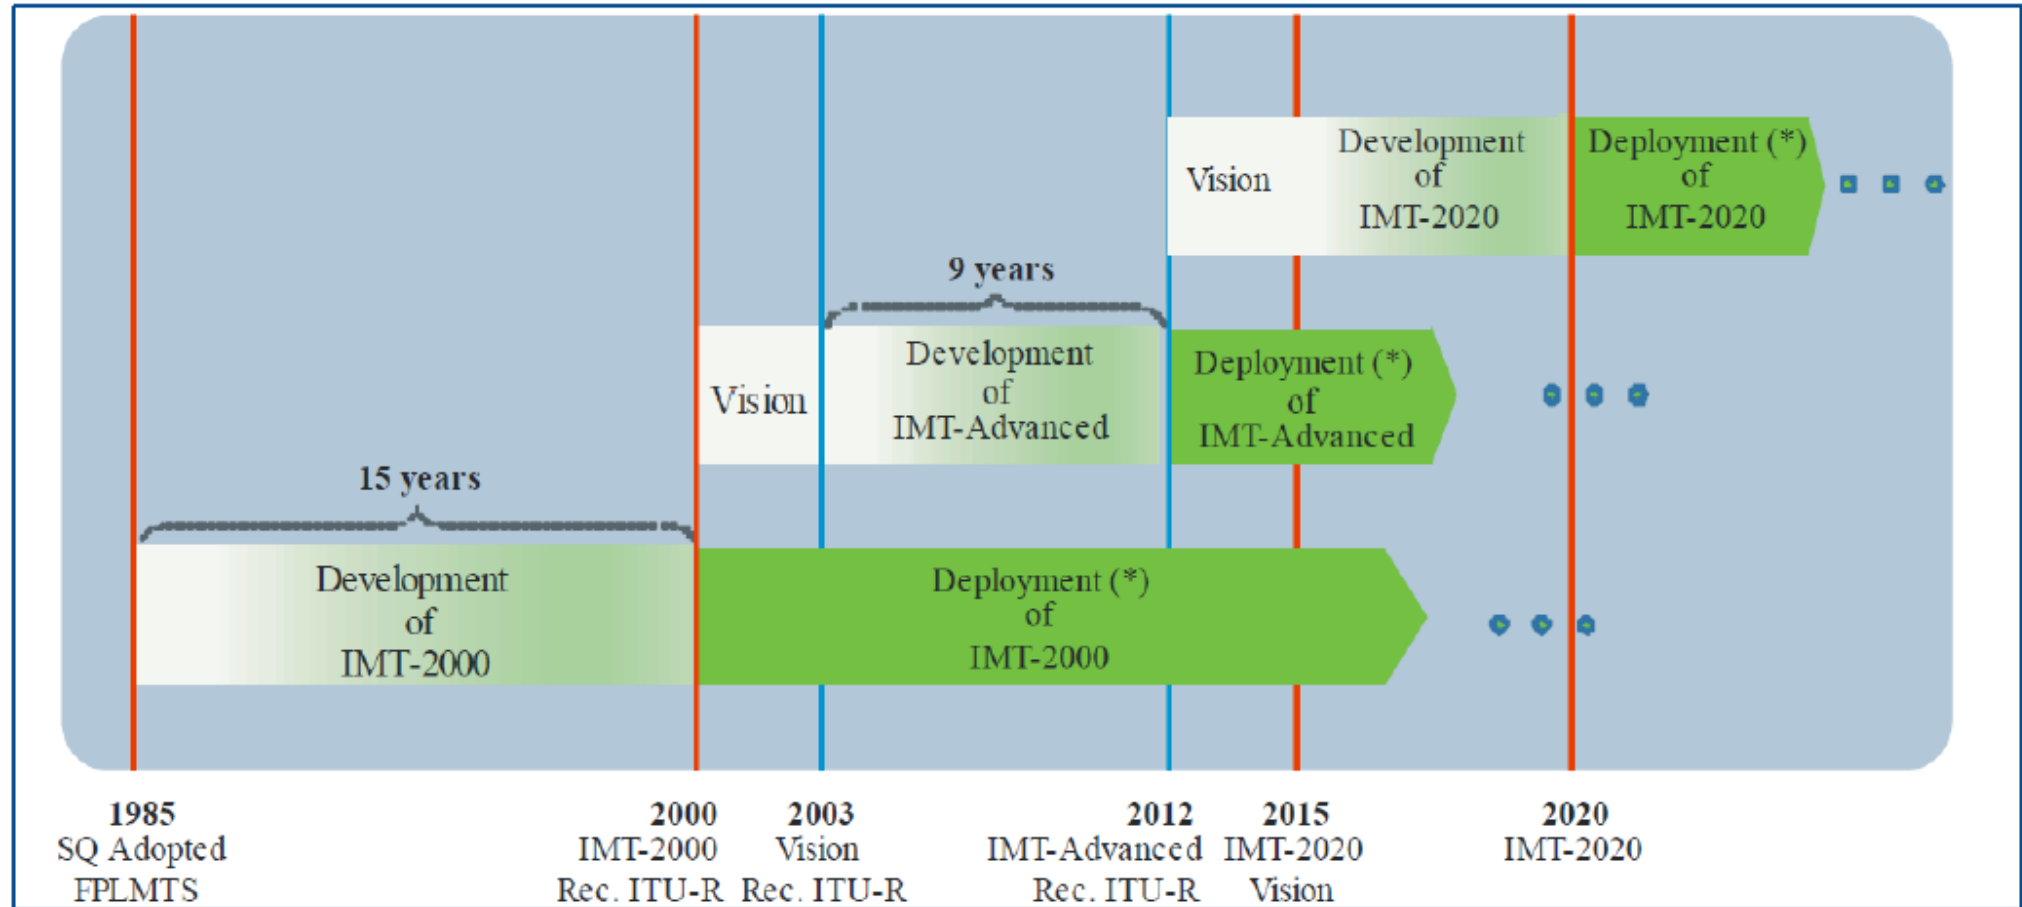 Vision
Development
of
IMT-2020
Deployment (*)
of
IMT-2020
9 years
Vision
Development
of
IMT-Advanced
Deployment (*)
of
IMT-Advanced
15 years
Development
of
IMT-2000
Deployment (*)
of
IMT-2000
1985
SQ Adopted
FPLMTS
2000
IMT-2000
Rec. ITU-R
2003
Vision
Rec. ITU-R
2012
IMT-Advanced
Rec. ITU-R
2015
IMT-2020
Vision
2020
IMT-2020